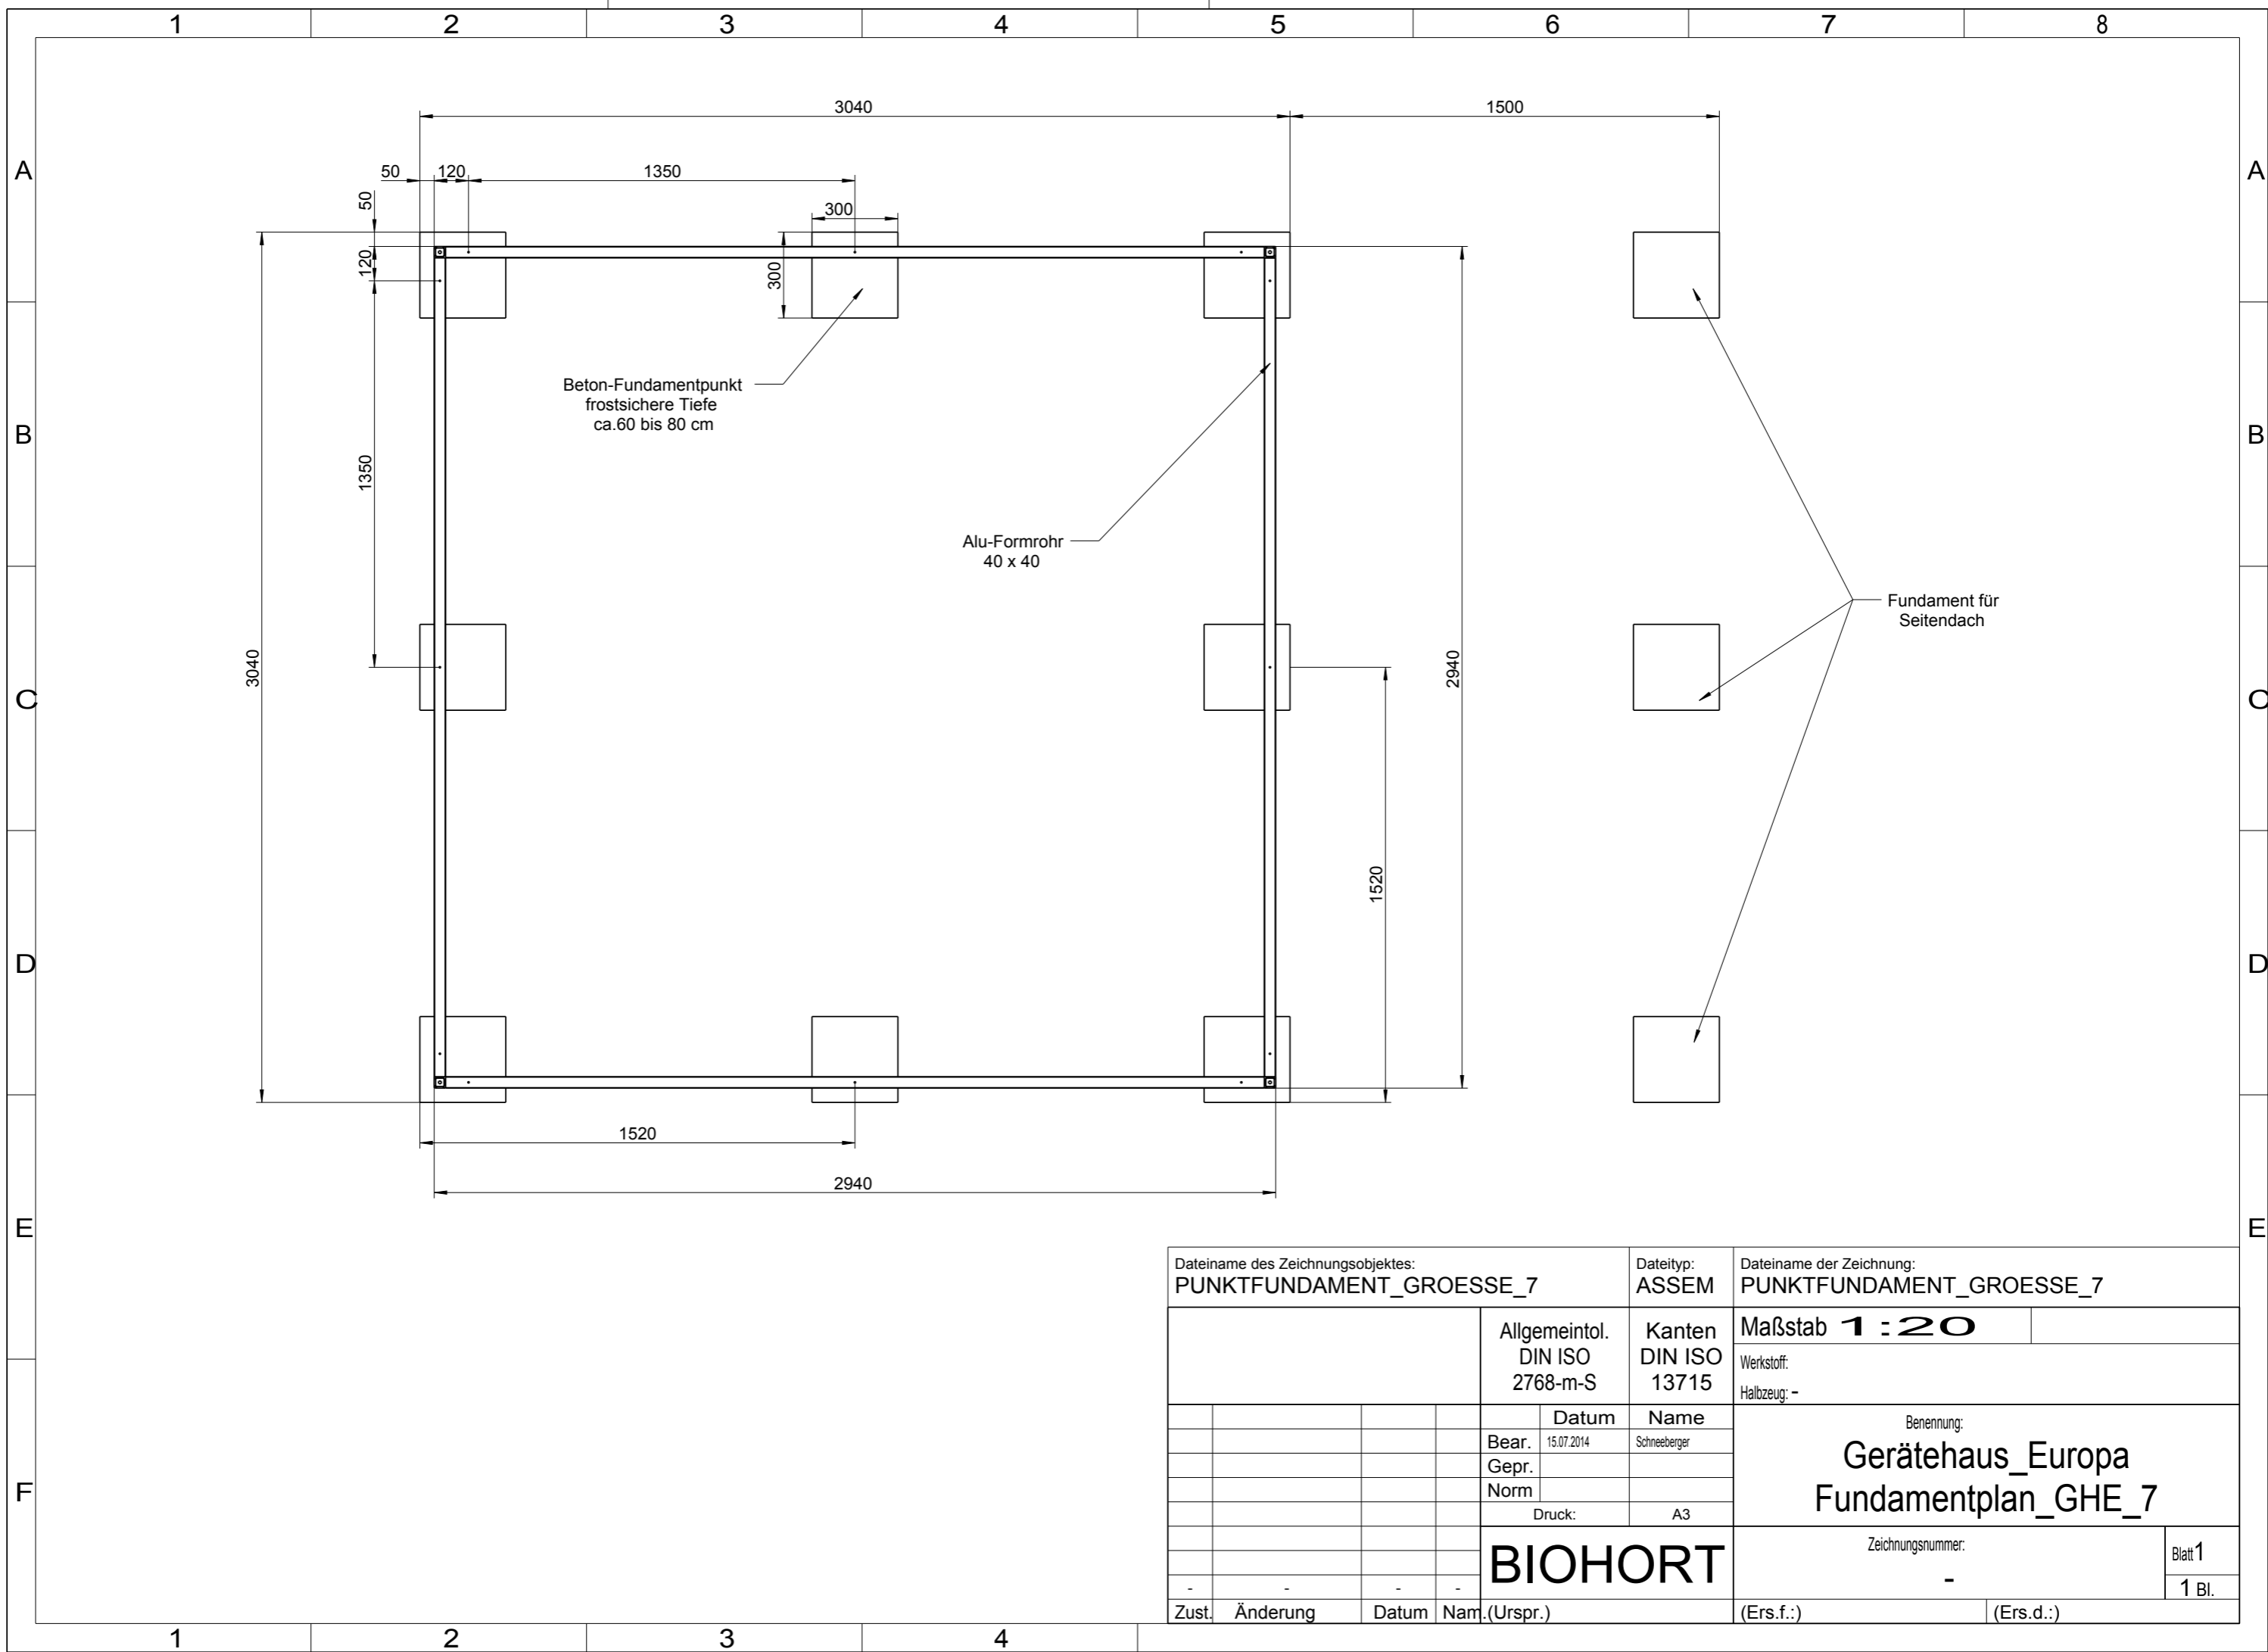 1 2 3 4 5 6 7 8
3040 1500
A A
50 120 1350
50
300
120
300
Beton-Fundamentpunkt
frostsichere Tiefe
ca.60 bis 80 cm
B B
1350
Alu-Formrohr
40 x 40
Fundament für
Seitendach
3040
2940
C C
1520
D D
1520
2940
E E
Dateiname des Zeichnungsobjektes:
PUNKTFUNDAMENT_GROESSE_7
Dateityp:
ASSEM
Dateiname der Zeichnung:
PUNKTFUNDAMENT_GROESSE_7
Allgemeintol.
DIN ISO
2768-m-S
Kanten
DIN ISO
13715
Maßstab 1:20
Werkstoff:
Halbzeug: -
Datum Name
Bear. 15.07.2014 Schneeberger
Gepr.
Norm
Druck: A3
Benennung:
Gerätehaus_Europa
Fundamentplan_GHE_7
F
BIOHORT
Zeichnungsnummer:
-
Blatt 1
1 Bl.
- - - -
Zust. Änderung Datum Nam. (Urspr.) (Ers.f.:) (Ers.d.:)
1 2 3 4